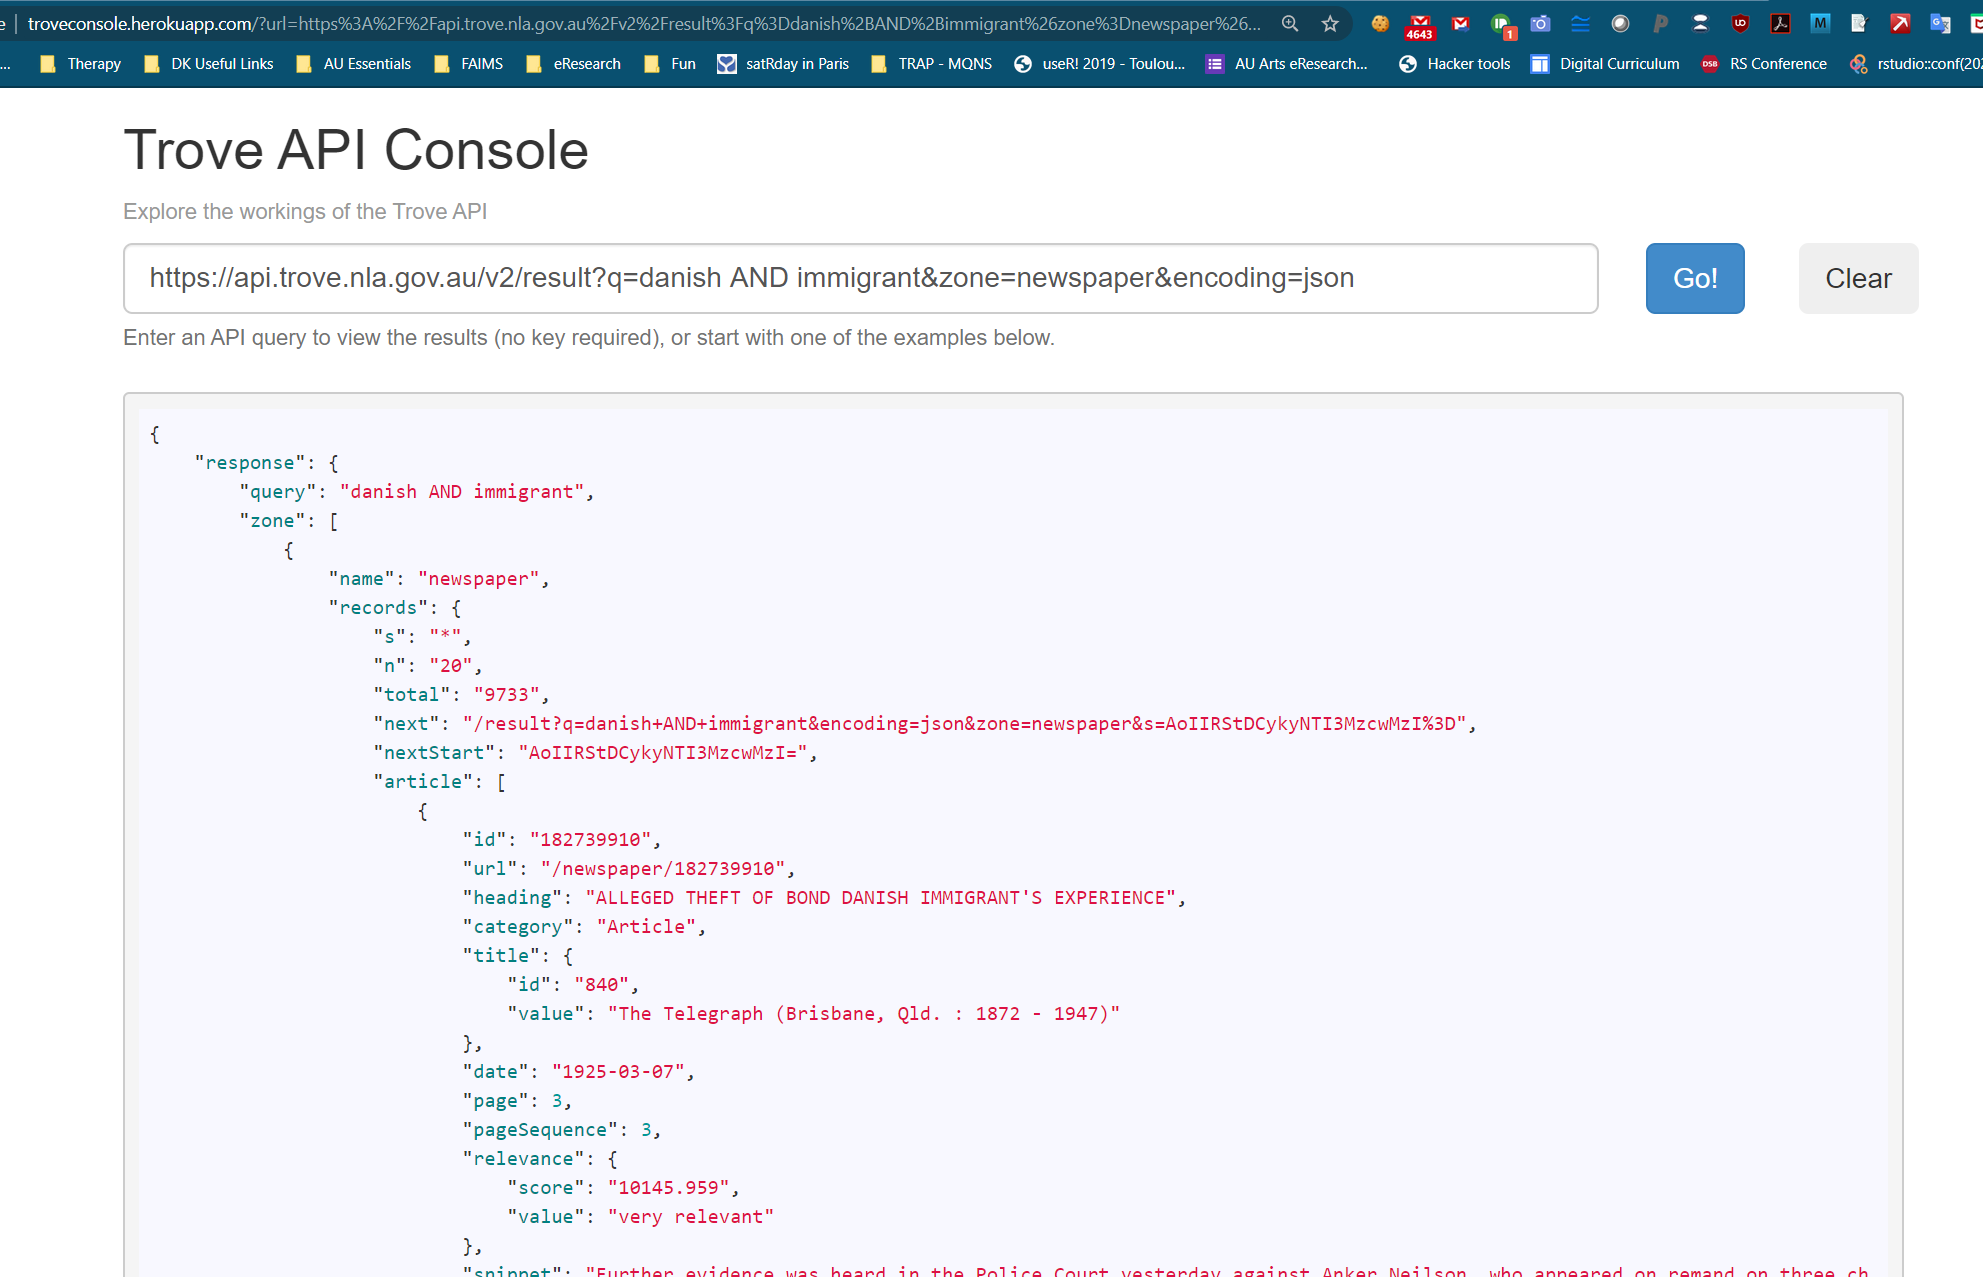 e | troveconsole.herokuapp.com/?url=https%3A%2F%2Fapi.trove.nla.gov.au%2Fv2%2Fresult%3Fq%3Ddanish%2BAND%2Bimmigrant%26zone%3Dnewspaper%26... 4643 1
... Therapy DK Useful Links AU Essentials FAIMS eResearch Fun satRday in Paris TRAP - MQNS useR! 2019 - Toulou... AU Arts eResearch... Hacker tools Digital Curriculum DSB RS Conference rstudio::conf(202
Trove API Console
Explore the workings of the Trove API
https://api.trove.nla.gov.au/v2/result?q=danish AND immigrant&zone=newspaper&encoding=json Go! Clear
Enter an API query to view the results (no key required), or start with one of the examples below.
{
"response": {
"query": "danish AND immigrant",
"zone": [
{
"name": "newspaper",
"records": {
"s": "*",
"n": "20",
"total": "9733",
"next": "/result?q=danish+AND+immigrant&encoding=json&zone=newspaper&s=AoIIRStDCykyNTI3MzcwMzI%3D",
"nextStart": "AoIIRStDCykyNTI3MzcwMzI=",
"article": [
{
"id": "182739910",
"url": "/newspaper/182739910",
"heading": "ALLEGED THEFT OF BOND DANISH IMMIGRANT'S EXPERIENCE",
"category": "Article",
"title": {
"id": "840",
"value": "The Telegraph (Brisbane, Qld. : 1872 - 1947)"
},
"date": "1925-03-07",
"page": 3,
"pageSequence": 3,
"relevance": {
"score": "10145.959",
"value": "very relevant"
},
"snippet": "Further evidence was heard in the Police Court yesterday against Anker Neilson, who appeared on remand on three ch